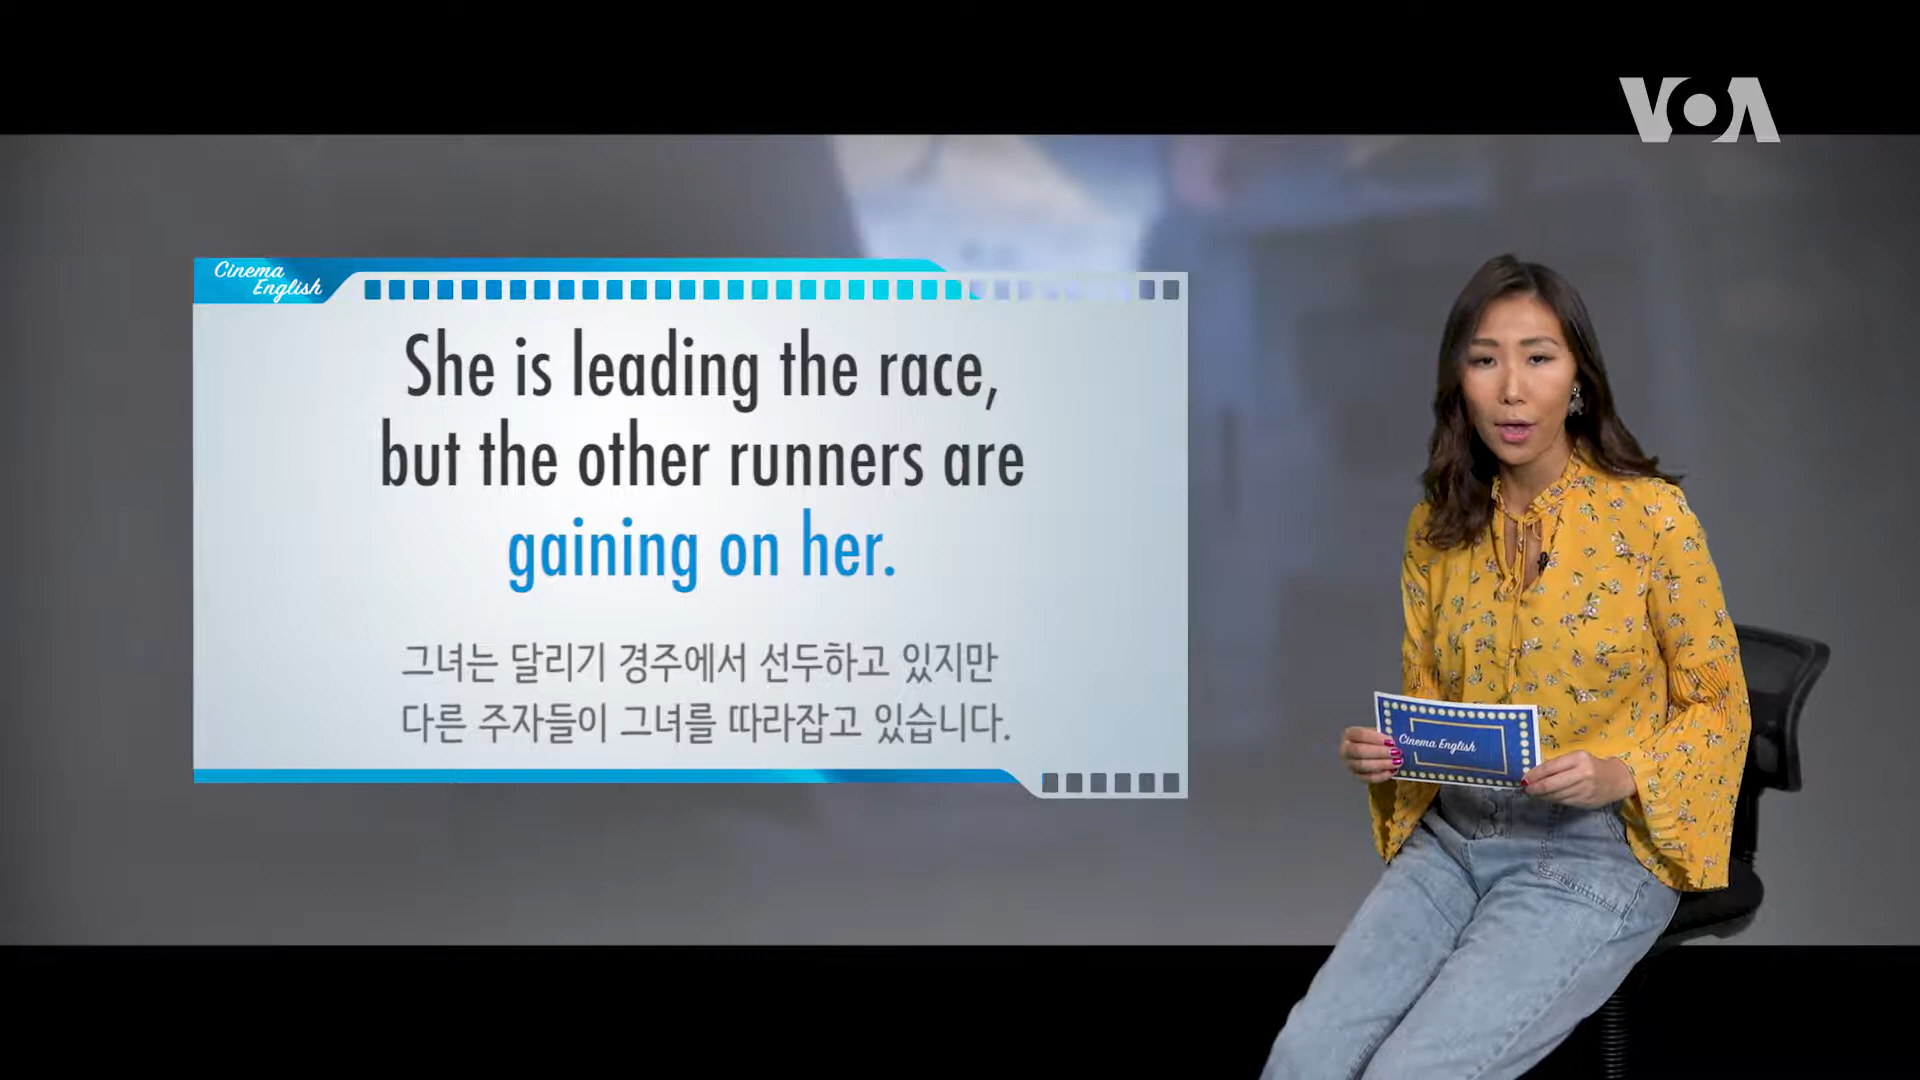 VOA
Cinema
English
She is leading the race,
but the other runners are
gaining on her.
그녀는 달리기 경주에서 선두하고 있지만
다른 주자들이 그녀를 따라잡고 있습니다.
Cinema English